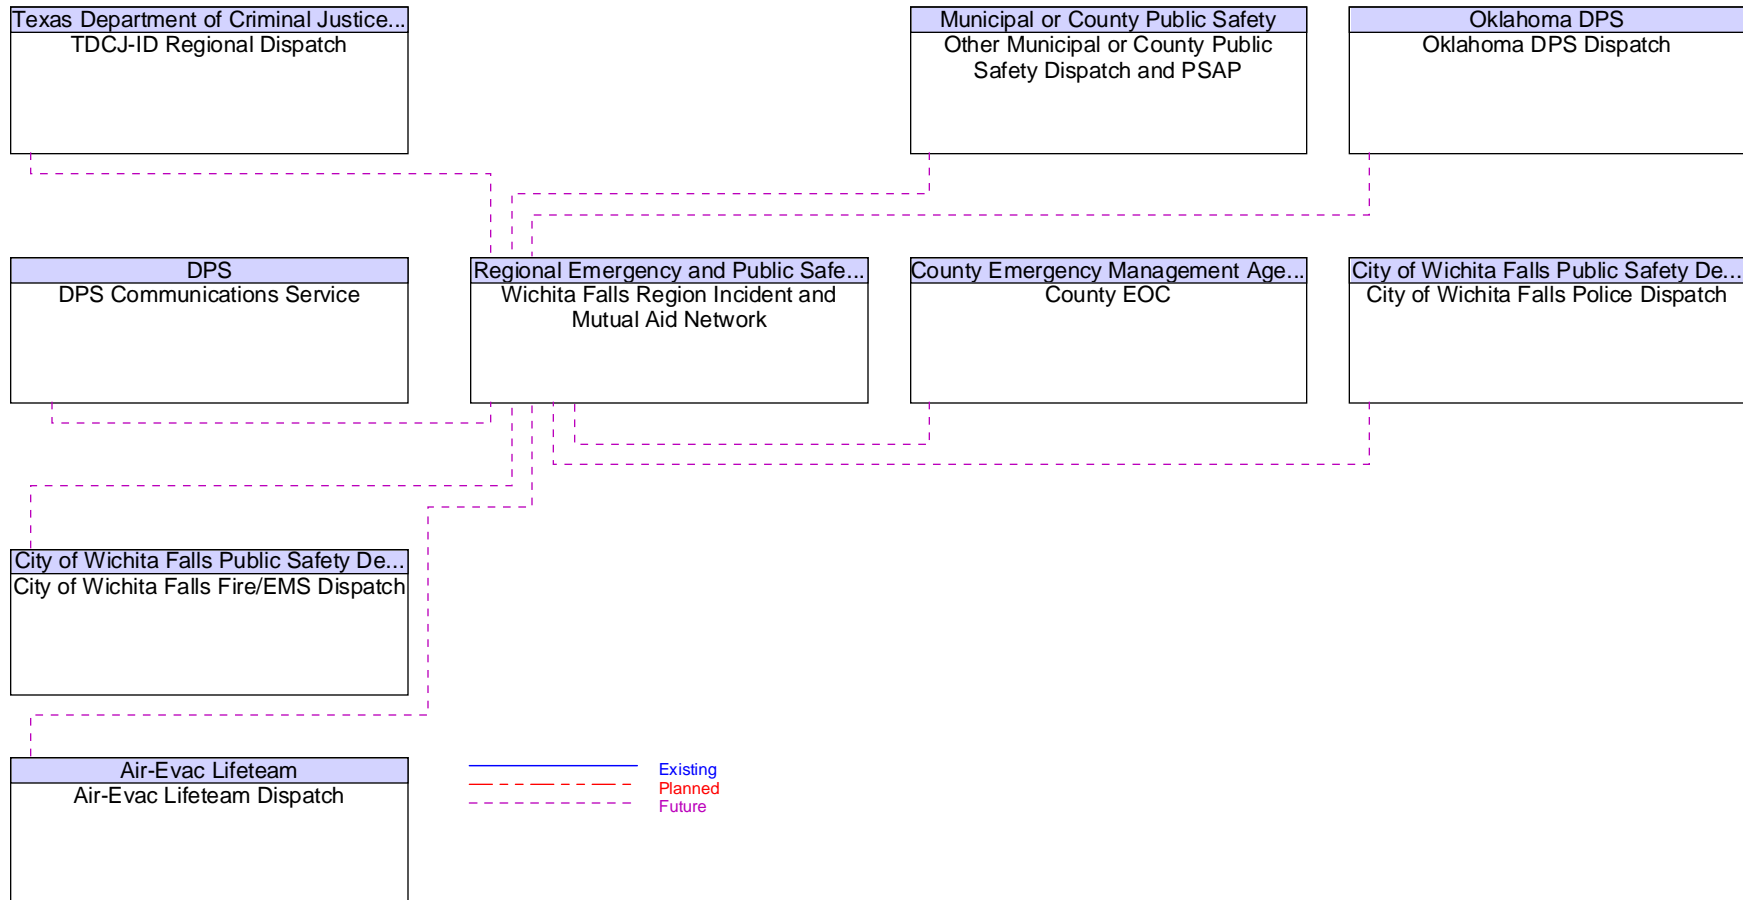 Texas Department of Criminal Justice...
TDCJ-ID Regional Dispatch
Municipal or County Public Safety
Other Municipal or County Public
Safety Dispatch and PSAP
Oklahoma DPS
Oklahoma DPS Dispatch
DPS
DPS Communications Service
Regional Emergency and Public Safe...
Wichita Falls Region Incident and
Mutual Aid Network
County Emergency Management Age...
County EOC
City of Wichita Falls Public Safety De...
City of Wichita Falls Police Dispatch
City of Wichita Falls Public Safety De...
City of Wichita Falls Fire/EMS Dispatch
Air-Evac Lifeteam
Air-Evac Lifeteam Dispatch
Existing
Planned
Future